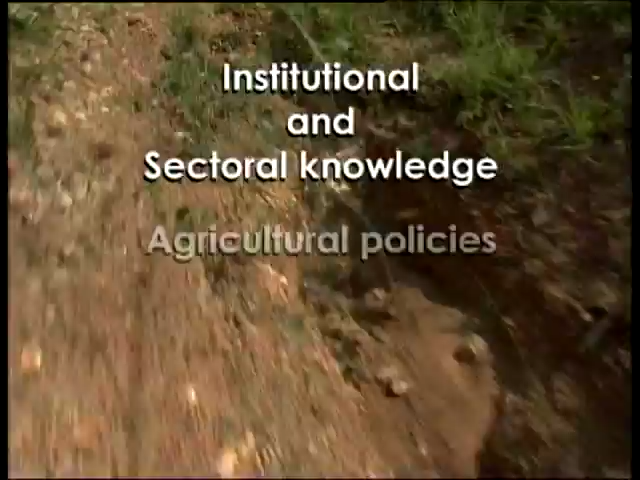 Institutional
and
Sectoral knowledge
Agricultural policies